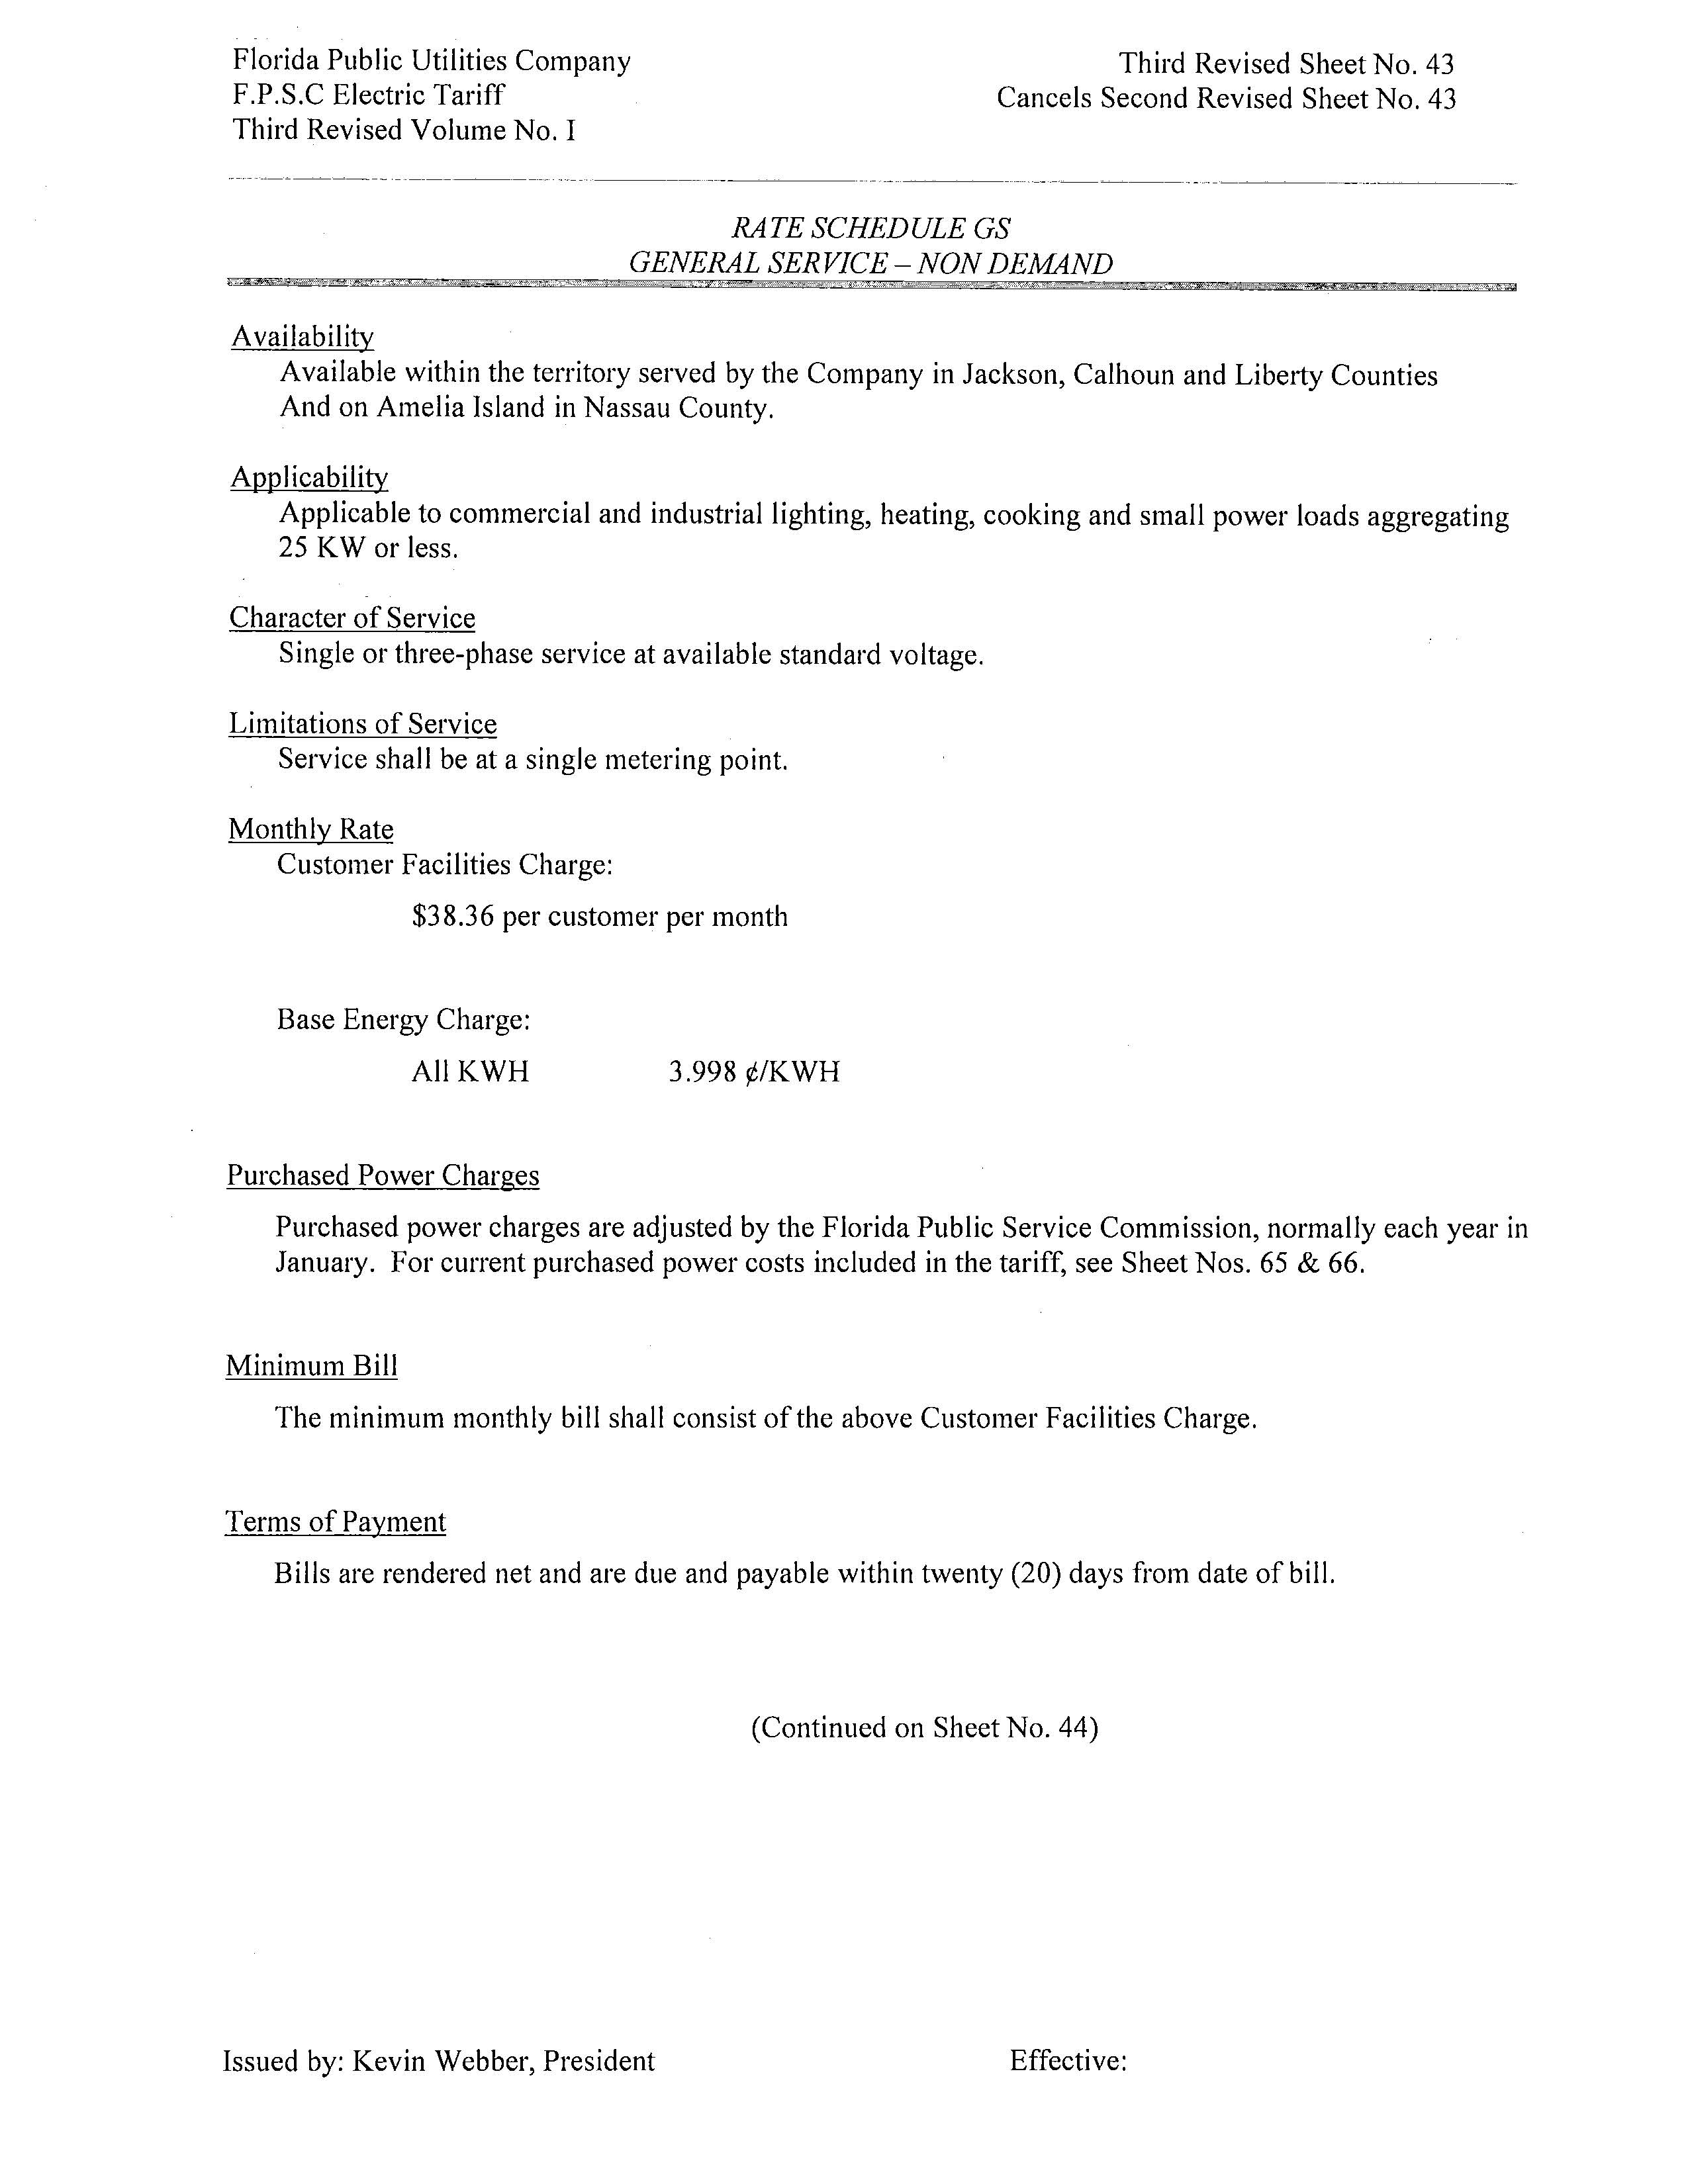 Florida Public Utilities Company
F.P.S.C Electric Tariff
Third Revised Volume No. I
Third Revised Sheet No. 43
Cancels Second Revised Sheet No. 43
RATE SCHEDULE GS
GENERAL SERVICE – NON DEMAND
Availability
Available within the territory served by the Company in Jackson, Calhoun and Liberty Counties
And on Amelia Island in Nassau County.
Applicability
Applicable to commercial and industrial lighting, heating, cooking and small power loads aggregating
25 KW or less.
Character of Service
Single or three-phase service at available standard voltage.
Limitations of Service
Service shall be at a single metering point.
Monthly Rate
Customer Facilities Charge:
$38.36 per customer per month
Base Energy Charge:
All KWH 3.998 ¢/KWH
Purchased Power Charges
Purchased power charges are adjusted by the Florida Public Service Commission, normally each year in
January. For current purchased power costs included in the tariff, see Sheet Nos. 65 & 66.
Minimum Bill
The minimum monthly bill shall consist of the above Customer Facilities Charge.
Terms of Payment
Bills are rendered net and are due and payable within twenty (20) days from date of bill.
(Continued on Sheet No. 44)
Issued by: Kevin Webber, President
Effective: